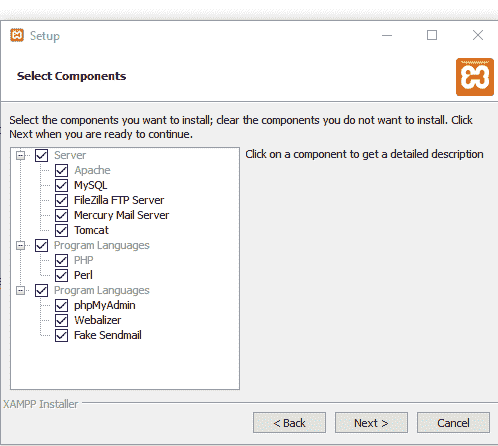 Setup
Select Components
Select the components you want to install; clear the components you do not want to install. Click
Next when you are ready to continue.
Server
Apache
MySQL
FileZilla FTP Server
Mercury Mail Server
Tomcat
Program Languages
PHP
Perl
Program Languages
phpMyAdmin
Webalizer
Fake Sendmail
Click on a component to get a detailed description
XAMPP Installer
< Back
Next >
Cancel